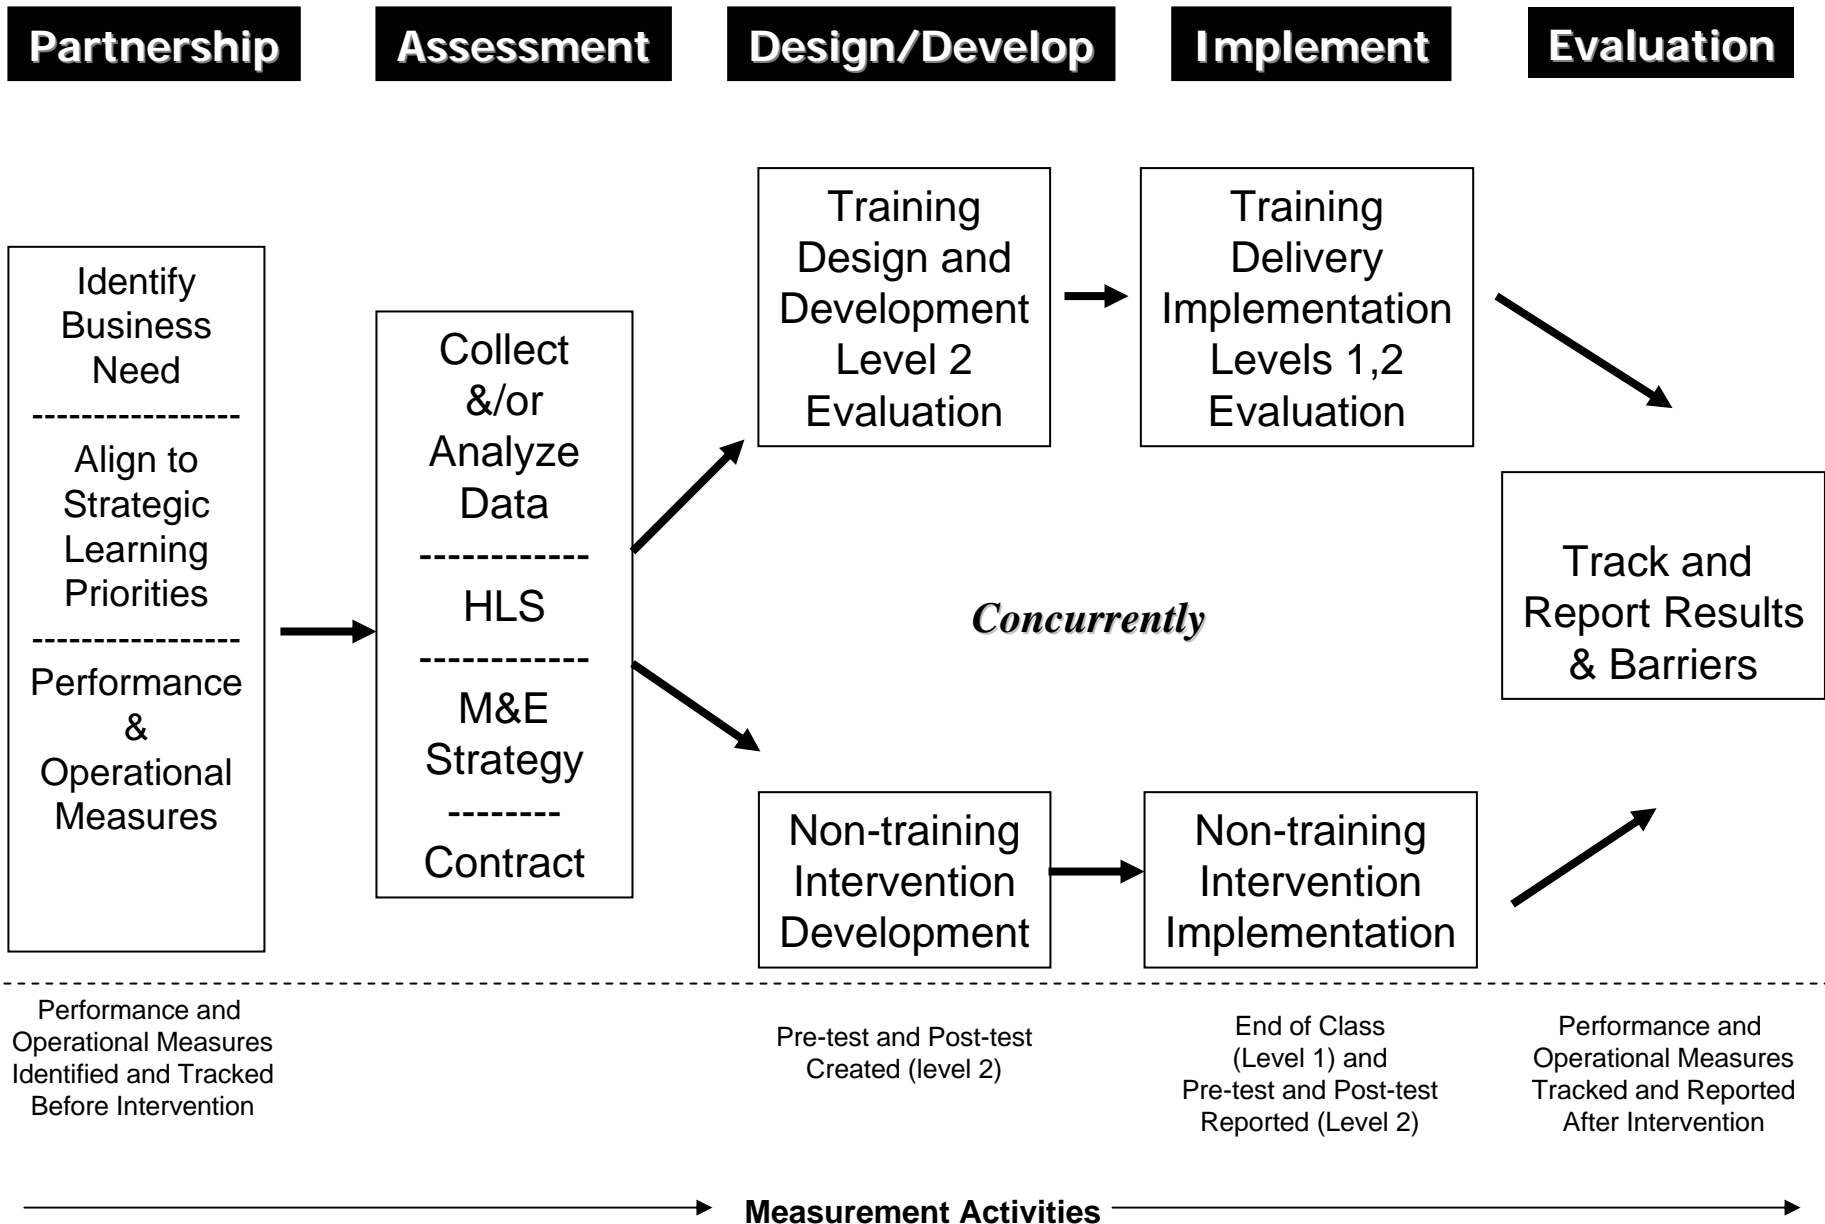 Partnership
Assessment
Design/Develop
Implement
Evaluation
Identify
Business
Need
-----------------
Align to
Strategic
Learning
Priorities
-----------------
Performance
&
Operational
Measures
Collect
&/or
Analyze
Data
------------
HLS
------------
M&E
Strategy
--------
Contract
Training
Design and
Development
Level 2
Evaluation
Training
Delivery
Implementation
Levels 1,2
Evaluation
Concurrently
Non-training
Intervention
Development
Non-training
Intervention
Implementation
Track and
Report Results
& Barriers
Performance and
Operational Measures
Identified and Tracked
Before Intervention
Pre-test and Post-test
Created (level 2)
End of Class
(Level 1) and
Pre-test and Post-test
Reported (Level 2)
Performance and
Operational Measures
Tracked and Reported
After Intervention
Measurement Activities